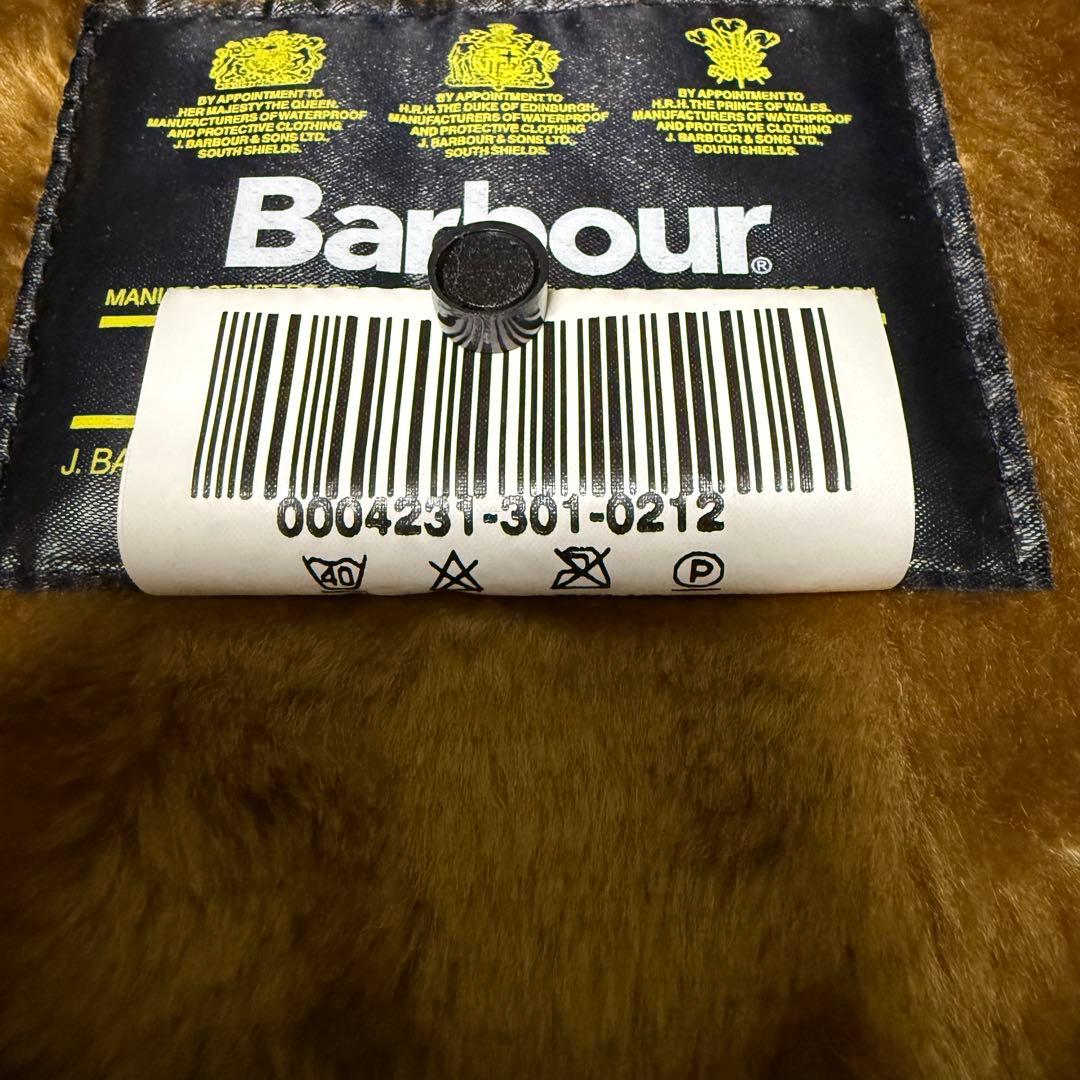 BY APPOINTMENT TO
HER MAJESTY THE QUEEN.
MANUFACTURERS OF WATERPROOF
AND PROTECTIVE CLOTHING
J. BARBOUR & SONS LTD.,
SOUTH SHIELDS.
BY APPOINTMENT TO
H.R.H. THE DUKE OF EDINBURGH.
MANUFACTURERS OF WATERPROOF
AND PROTECTIVE CLOTHING
J. BARBOUR & SONS LTD.,
SOUTH SHIELDS.
BY APPOINTMENT TO
H.R.H. THE PRINCE OF WALES.
MANUFACTURERS OF WATERPROOF
AND PROTECTIVE CLOTHING
J. BARBOUR & SONS LTD.,
SOUTH SHIELDS.
Barbour®
J. BA
0004231-301-0212
40 P